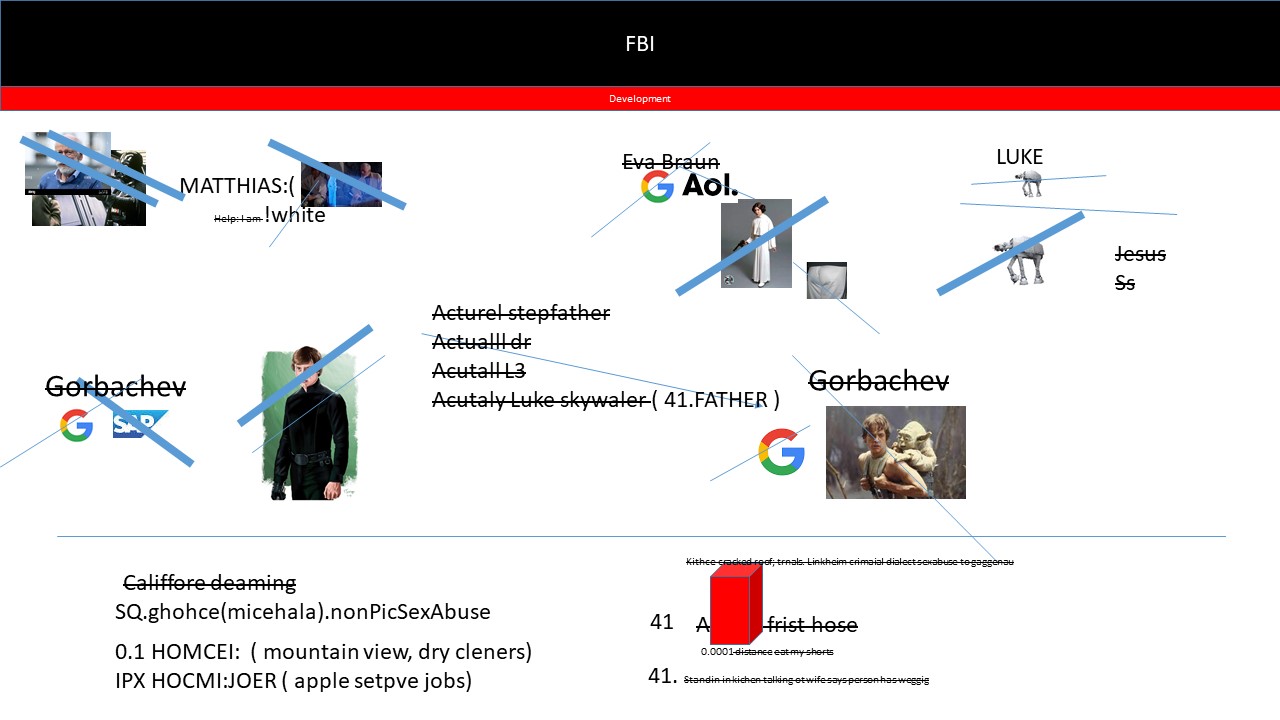 FBI
Development
MATTHIAS:(
Help: I am !white
Eva Braun
Aol.
LUKE
Jesus
Ss
Acturel stepfather
Actualll dr
Acutall L3
Acutaly Luke skywaler ( 41.FATHER )
Gorbachev
SAP
Gorbachev
Califfore deaming
SQ.ghohce(micehala).nonPicSexAbuse
0.1 HOMCEI: ( mountain view, dry cleners)
IPX HOCMI:JOER ( apple setpve jobs)
Kithce cracked roof; trnals. Linkheim crimaial dialect sexabuse to gaggenau
41
A frist hose
0.0001 distance eat my shorts
41. Standin in kichen talking ot wife says person has weggig